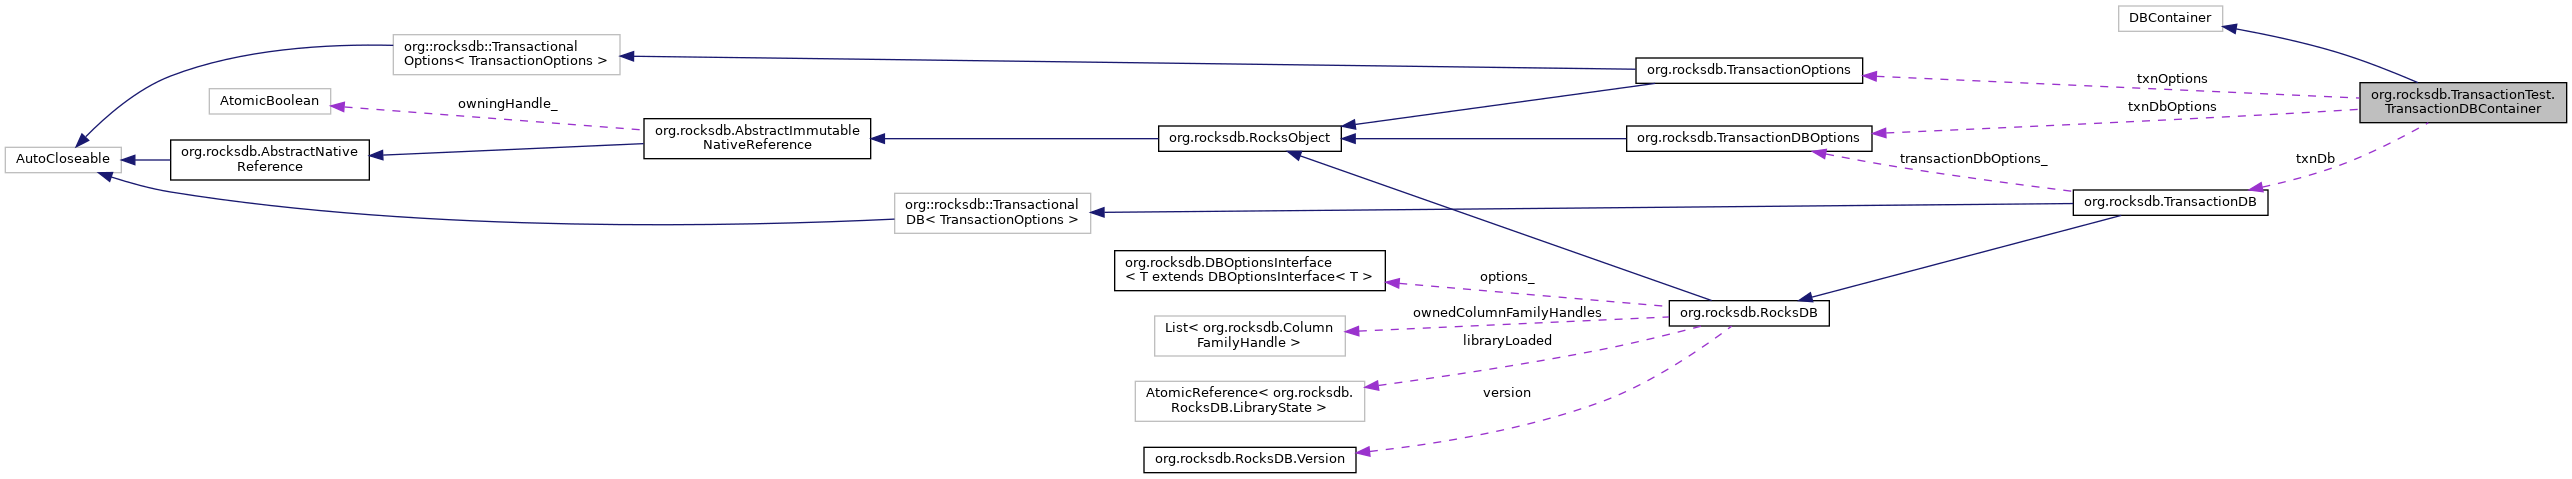 DBContainer
org::rocksdb::Transactional
Options< TransactionOptions >
org.rocksdb.TransactionOptions
txnOptions
org.rocksdb.TransactionTest.
TransactionDBContainer
AtomicBoolean
owningHandle_
txnDbOptions
org.rocksdb.AbstractImmutable
NativeReference
org.rocksdb.RocksObject
org.rocksdb.TransactionDBOptions
AutoCloseable
org.rocksdb.AbstractNative
Reference
transactionDbOptions_
txnDb
org::rocksdb::Transactional
DB< TransactionOptions >
org.rocksdb.TransactionDB
org.rocksdb.DBOptionsInterface
< T extends DBOptionsInterface< T >
options_
List< org.rocksdb.Column
FamilyHandle >
ownedColumnFamilyHandles
org.rocksdb.RocksDB
libraryLoaded
AtomicReference< org.rocksdb.
RocksDB.LibraryState >
version
org.rocksdb.RocksDB.Version